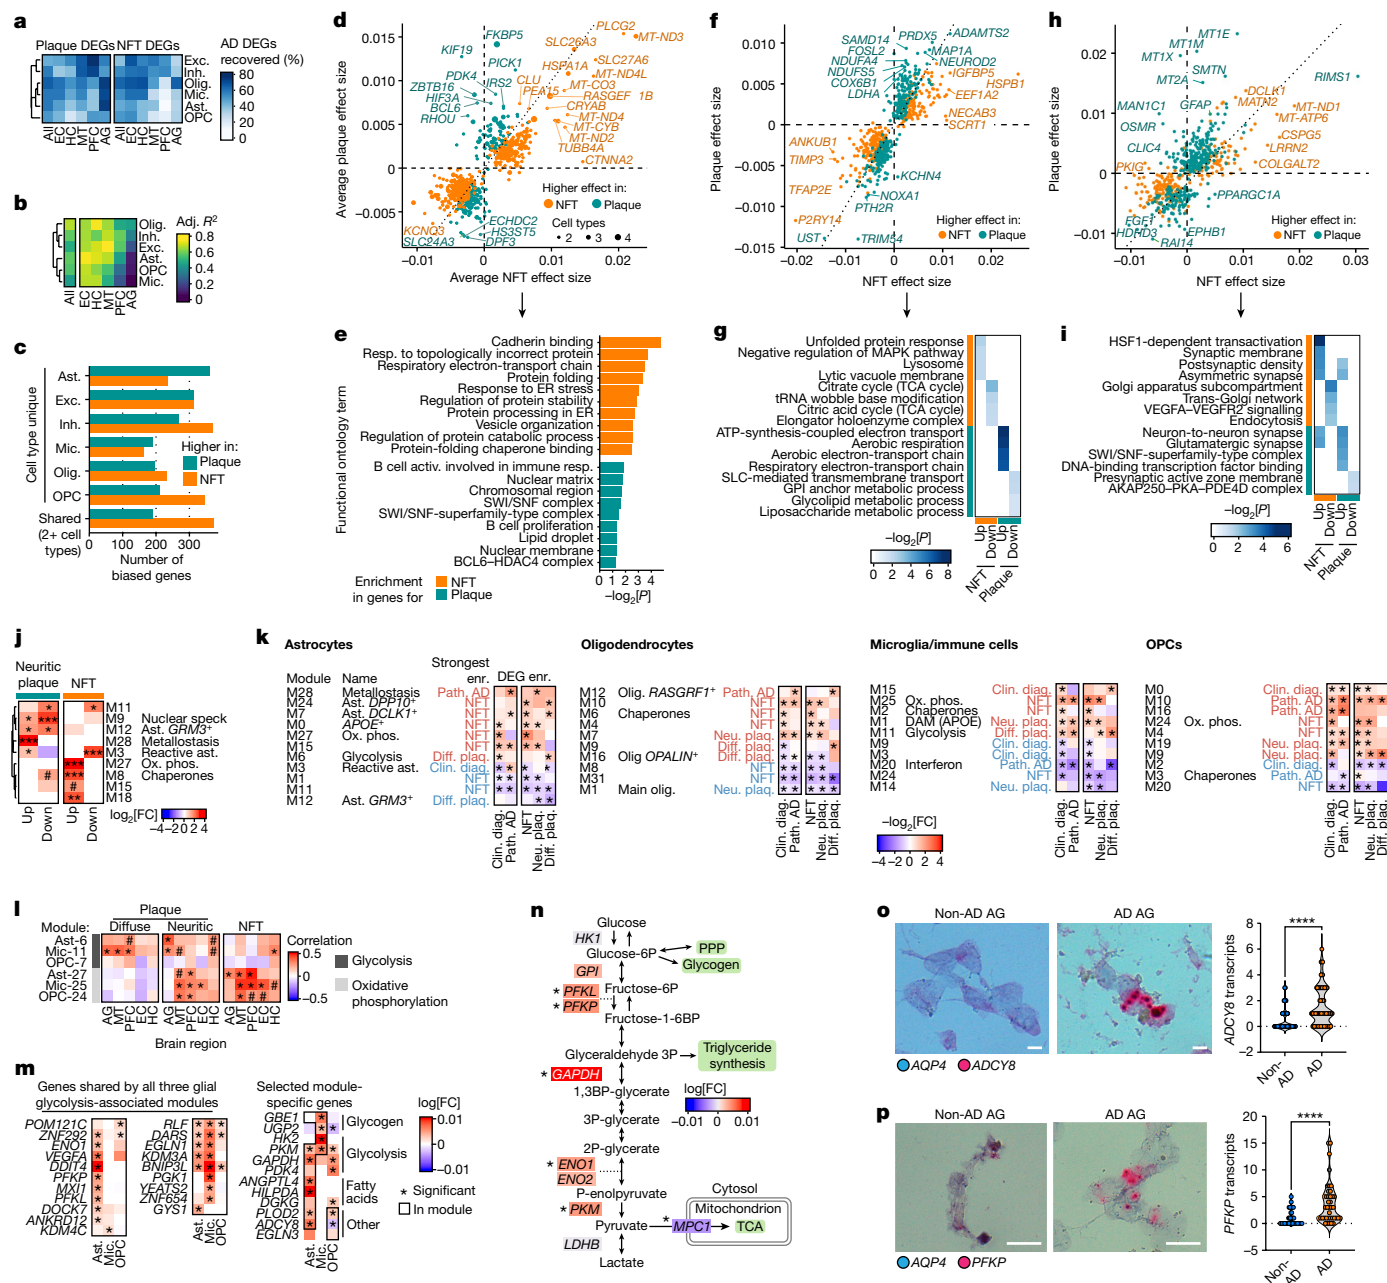 a
Plaque DEGs NFT DEGs
AD DEGs
recovered (%)
Exc.
Inh.
Olig.
Mic.
Ast.
OPC
80
60
40
20
0
All
EC
HC
MT
PFC
AG
All
EC
HC
MT
PFC
AG
b
Olig.
Inh.
Exc.
Ast.
OPC
Mic.
Adj. R²
0.8
0.6
0.4
0.2
0
All
EC
HC
MT
PFC
AG
c
Cell type unique
Ast.
Exc.
Inh.
Mic.
Olig.
OPC
Shared
(2+ cell
types)
Higher in:
Plaque
NFT
0 100 200 300
Number of
biased genes
d
Average plaque effect size
0.015
0.010
0.005
0
−0.005
−0.01 0 0.01 0.02
Average NFT effect size
PLCG2
FKBP5
MT-ND3
SLC26A3
KIF19
SLC27A6
PICK1
HSPA1A
PDK4
CLU
MT-ND4L
ZBTB16
IRS2
MT-CO3
HIF3A
PEA15
RASGEF1B
BCL6
CRYAB
RHOU
MT-ND4
MT-CYB
MT-ND2
TUBB4A
CTNNA2
Higher effect in:
NFT Plaque
Cell types
2 3 4
ECHDC2
KCNQ3
HS3ST5
SLC24A3
DPF3
e
Functional ontology term
Cadherin binding
Resp. to topologically incorrect protein
Respiratory electron-transport chain
Protein folding
Response to ER stress
Regulation of protein stability
Protein processing in ER
Vesicle organization
Regulation of protein catabolic process
Protein-folding chaperone binding
B cell activ. involved in immune resp.
Nuclear matrix
Chromosomal region
SWI/SNF complex
SWI/SNF-superfamily-type complex
B cell proliferation
Lipid droplet
Nuclear membrane
BCL6–HDAC4 complex
0 1 2 3 4
−log₂[P]
Enrichment
in genes for
NFT
Plaque
f
Plaque effect size
0.010
0.005
0
−0.005
−0.010
−0.015
−0.02 −0.01 0 0.01 0.02
NFT effect size
PRDX5
ADAMTS2
SAMD14
FOSL2
MAP1A
NDUFA4
NEUROD2
NDUFS5
IGFBP5
COX6B1
HSPB1
LDHA
EEF1A2
NECAB3
SCRT1
ANKUB1
TIMP3
KCHN4
TFAP2E
NOXA1
PTH2R
P2RY14
UST
TRIM54
Higher effect in:
NFT Plaque
g
Unfolded protein response
Negative regulation of MAPK pathway
Lysosome
Lytic vacuole membrane
Citrate cycle (TCA cycle)
tRNA wobble base modification
Citric acid cycle (TCA cycle)
Elongator holoenzyme complex
ATP-synthesis-coupled electron transport
Aerobic respiration
Aerobic electron-transport chain
Respiratory electron-transport chain
SLC-mediated transmembrane transport
GPI anchor metabolic process
Glycolipid metabolic process
Liposaccharide metabolic process
−log₂[P]
0 2 4 6 8
Up
Down
Up
Down
NFT
Plaque
h
Plaque effect size
0.02
0.01
0
−0.01
−0.01 0 0.01 0.02 0.03
NFT effect size
MT1E
MT1M
MT1X
SMTN
RIMS1
MT2A
DCLK1
MAN1C1
GFAP
MATN2
MT-ND1
MT-ATP6
OSMR
CSPG5
CLIC4
LRRN2
PKIG
COLGALT2
PPARGC1A
EGF1
HDHD3
EPHB1
RAI14
Higher effect in:
NFT Plaque
i
HSF1-dependent transactivation
Synaptic membrane
Postsynaptic density
Asymmetric synapse
Golgi apparatus subcompartment
Trans-Golgi network
VEGFA–VEGFR2 signalling
Endocytosis
Neuron-to-neuron synapse
Glutamatergic synapse
SWI/SNF-superfamily-type complex
DNA-binding transcription factor binding
Presynaptic active zone membrane
AKAP250–PKA–PDE4D complex
−log₂[P]
0 2 4 6
Up
Down
Up
Down
NFT
Plaque
j
Neuritic
plaque NFT
M11
M9 Nuclear speck
M12 Ast. GRM3⁺
M28 Metallostasis
M3 Reactive ast.
M27 Ox. phos.
M8 Chaperones
M15
M18
Up
Down
Up
Down
log₂[FC]
−4 −2 0 2 4
k
Astrocytes
Module Name Strongest enr. DEG enr.
M28 Metallostasis Path. AD
M24 Ast. DPP10⁺ NFT
M7 Ast. DCLK1⁺ NFT
M0 APOE⁺ NFT
M27 Ox. phos. NFT
M15 NFT
M6 Glycolysis Diff. plaq.
M3 Reactive ast. Clin. diag.
M1 NFT
M11 NFT
M12 Ast. GRM3⁺ Diff. plaq.
Clin. diag.
Path. AD
NFT
Neu. plaq.
Diff. plaq.
Oligodendrocytes
M12 Olig. RASGRF1⁺ Path. AD
M10 NFT
M6 Chaperones NFT
M4 NFT
M7 Neu. plaq.
M9 Diff. plaq.
M16 Olig OPALIN⁺ Diff. plaq.
M8 NFT
M31 NFT
M1 Main olig. Neu. plaq.
Clin. diag.
Path. AD
NFT
Neu. plaq.
Diff. plaq.
Microglia/immune cells
M15 Clin. diag.
M25 Ox. phos. NFT
M2 Chaperones NFT
M1 DAM (APOE) Neu. plaq.
M11 Glycolysis Diff. plaq.
M9 Clin. diag.
M3 Clin. diag.
M20 Interferon Path. AD
M24 NFT
M14 Neu. plaq.
Clin. diag.
Path. AD
NFT
Neu. plaq.
Diff. plaq.
−log₂[FC]
−4 −2 0 2 4
OPCs
M0 Clin. diag.
M10 Path. AD
M16 Path. AD
M24 Ox. phos. NFT
M4 NFT
M19 Neu. plaq.
M9 Neu. plaq.
M2 Clin. diag.
M3 Chaperones Path. AD
M20 NFT
Clin. diag.
Path. AD
NFT
Neu. plaq.
Diff. plaq.
l
Plaque
Module: Diffuse Neuritic NFT
Ast-6
Mic-11
OPC-7
Ast-27
Mic-25
OPC-24
AG
MT
PFC
EC
HC
AG
MT
PFC
EC
HC
AG
MT
PFC
EC
HC
Brain region
Correlation
0.5
0
−0.5
Glycolysis
Oxidative
phosphorylation
m
Genes shared by all three glial
glycolysis-associated modules
POM121C
ZNF292
ENO1
VEGFA
DDIT4
PFKP
MXI1
PFKL
DOCK7
ANKRD12
KDM4C
Ast.
Mic.
OPC
RLF
DARS
EGLN1
KDM3A
BNIP3L
PGK1
YEATS2
ZNF654
GYS1
Ast.
Mic.
OPC
Selected module-
specific genes
GBE1
UGP2
HK2
PKM
GAPDH
PDK4
ANGPTL4
HILPDA
DGKG
PLOD2
ADCY8
EGLN3
Glycogen
Glycolysis
Fatty
acids
Other
Ast.
Mic.
OPC
log[FC]
0.01
0
−0.01
* Significant
In module
n
Glucose
HK1
Glucose-6P
PPP
Glycogen
GPI
Fructose-6P
* PFKL
* PFKP
Fructose-1-6BP
Glyceraldehyde 3P
Triglyceride
synthesis
* GAPDH
1,3BP-glycerate
log[FC]
−0.01 0 0.01
3P-glycerate
2P-glycerate
* ENO1
ENO2
P-enolpyruvate
* PKM
Cytosol
Mitochondrion
Pyruvate
* MPC1
TCA
LDHB
Lactate
o
Non-AD AG AD AG
AQP4 ADCY8
ADCY8 transcripts
****
8
6
4
2
0
−2
Non-
AD
AD
p
Non-AD AG AD AG
AQP4 PFKP
PFKP transcripts
****
20
15
10
5
0
−5
Non-
AD
AD